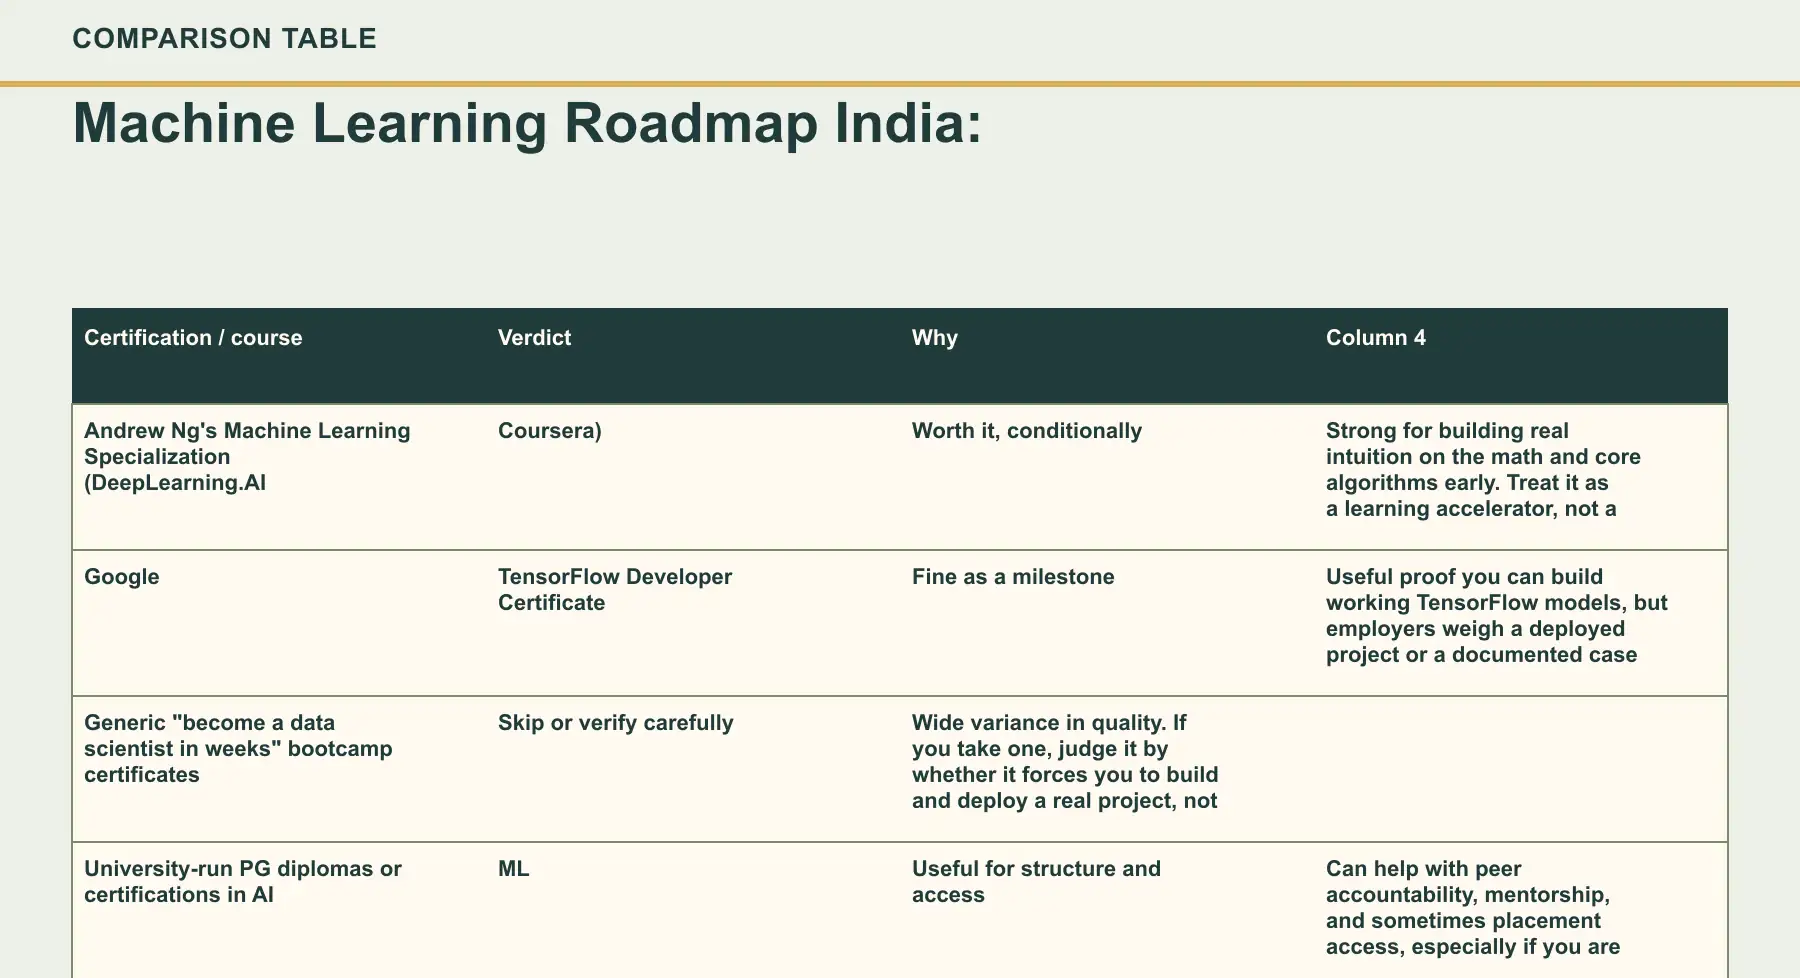 COMPARISON TABLE
Machine Learning Roadmap India:
Certification / course
Verdict
Why
Column 4
Andrew Ng's Machine Learning
Specialization
(DeepLearning.AI
Coursera)
Worth it, conditionally
Strong for building real
intuition on the math and core
algorithms early. Treat it as
a learning accelerator, not a
Google
TensorFlow Developer
Certificate
Fine as a milestone
Useful proof you can build
working TensorFlow models, but
employers weigh a deployed
project or a documented case
Generic "become a data
scientist in weeks" bootcamp
certificates
Skip or verify carefully
Wide variance in quality. If
you take one, judge it by
whether it forces you to build
and deploy a real project, not
University-run PG diplomas or
certifications in AI
ML
Useful for structure and
access
Can help with peer
accountability, mentorship,
and sometimes placement
access, especially if you are